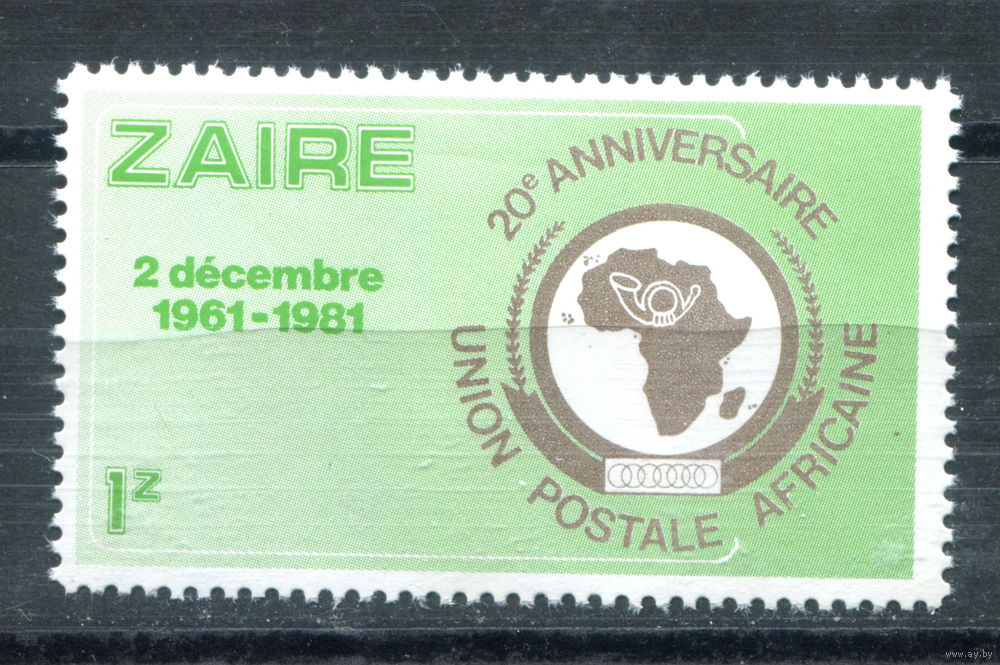 ZAIRE
2 décembre
1961-1981
1Z
20e ANNIVERSAIRE
UNION POSTALE AFRICAINE
www.ay.by